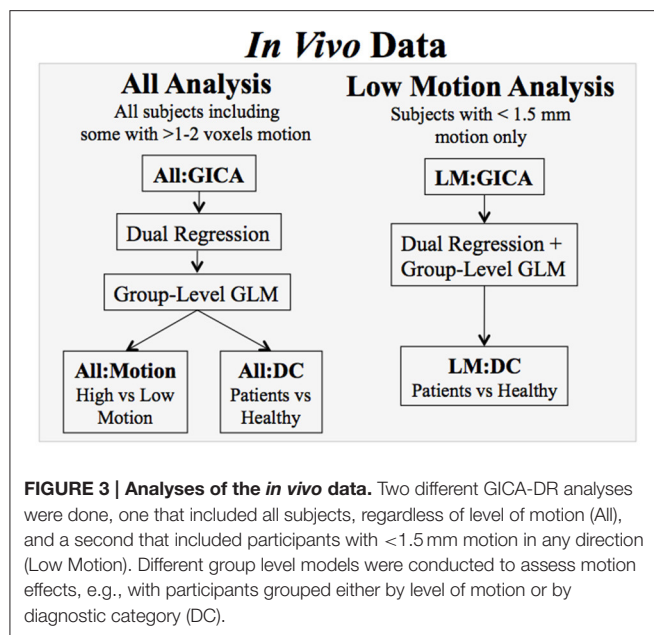 In Vivo Data
All Analysis
All subjects including
some with >1-2 voxels motion
All:GICA
Dual Regression
Group-Level GLM
All:Motion
High vs Low
Motion
All:DC
Patients vs
Healthy
Low Motion Analysis
Subjects with < 1.5 mm
motion only
LM:GICA
Dual Regression +
Group-Level GLM
LM:DC
Patients vs Healthy
FIGURE 3 | Analyses of the in vivo data. Two different GICA-DR analyses
were done, one that included all subjects, regardless of level of motion (All),
and a second that included participants with <1.5 mm motion in any direction
(Low Motion). Different group level models were conducted to assess motion
effects, e.g., with participants grouped either by level of motion or by
diagnostic category (DC).